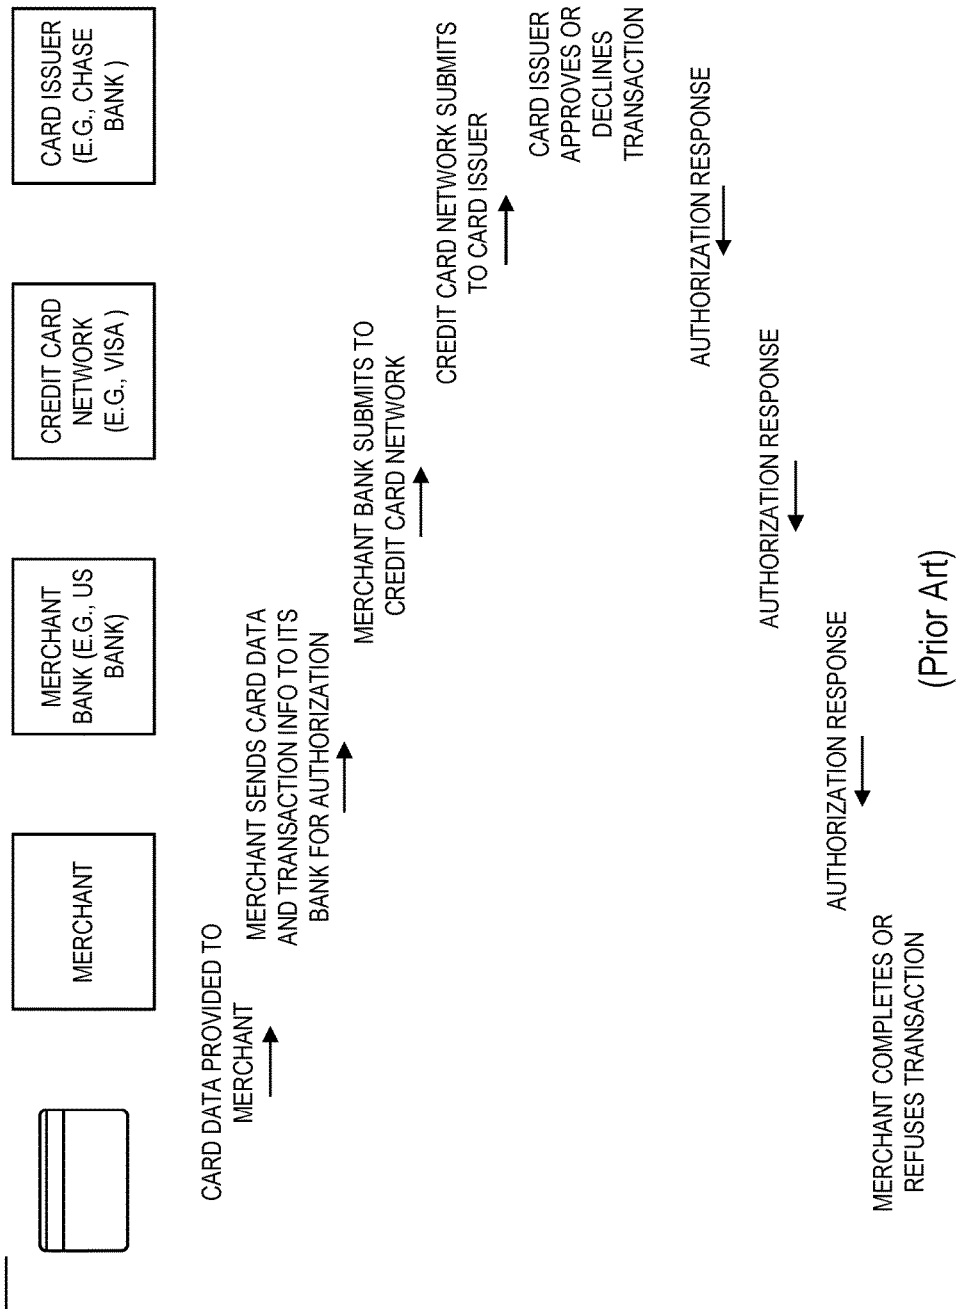 MERCHANT
MERCHANT
BANK (E.G., US
BANK)
CREDIT CARD
NETWORK
(E.G., VISA )
CARD ISSUER
(E.G., CHASE
BANK )
CARD DATA PROVIDED TO
MERCHANT
MERCHANT SENDS CARD DATA
AND TRANSACTION INFO TO ITS
BANK FOR AUTHORIZATION
MERCHANT BANK SUBMITS TO
CREDIT CARD NETWORK
CREDIT CARD NETWORK SUBMITS
TO CARD ISSUER
CARD ISSUER
APPROVES OR
DECLINES
TRANSACTION
AUTHORIZATION RESPONSE
AUTHORIZATION RESPONSE
AUTHORIZATION RESPONSE
MERCHANT COMPLETES OR
REFUSES TRANSACTION
(Prior Art)